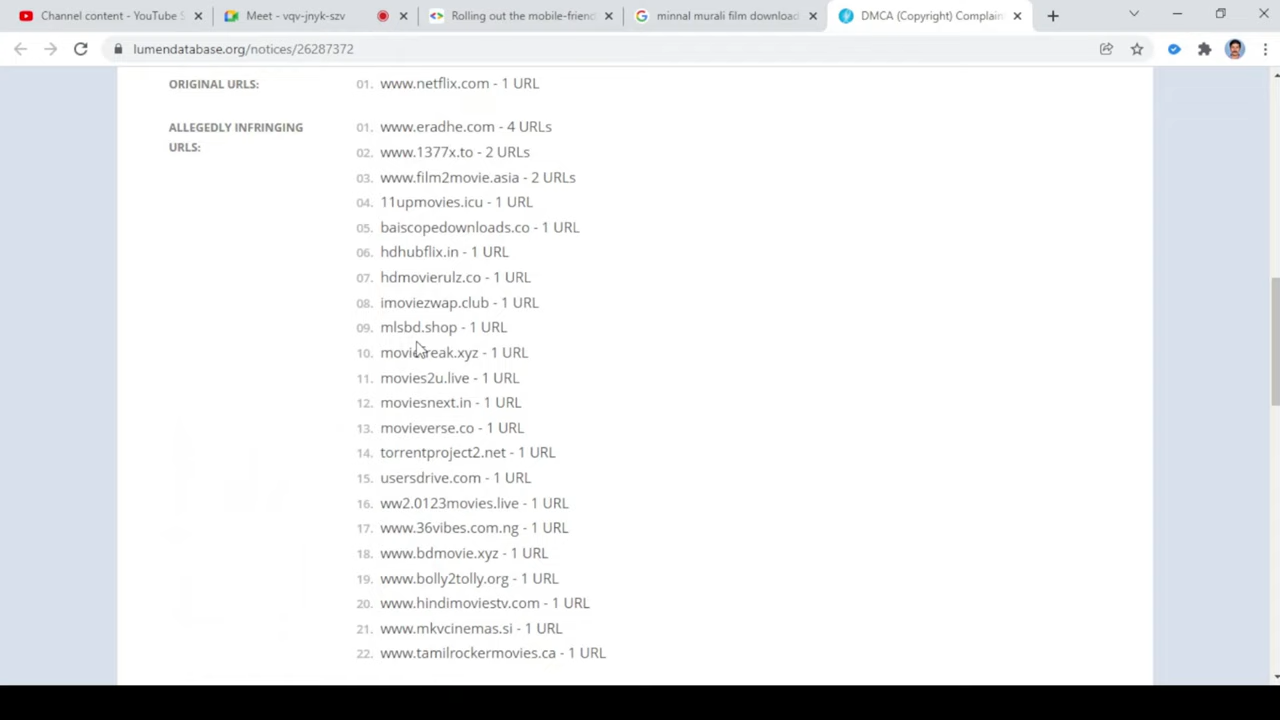 Channel content - YouTube S
Meet - vqv-jnyk-szv
Rolling out the mobile-friend
minnal murali film download
DMCA (Copyright) Complain
lumendatabase.org/notices/26287372
ORIGINAL URLS:
01. www.netflix.com - 1 URL
ALLEGEDLY INFRINGING
URLS:
01. www.eradhe.com - 4 URLs
02. www.1377x.to - 2 URLs
03. www.film2movie.asia - 2 URLs
04. 11upmovies.icu - 1 URL
05. baiscopedownloads.co - 1 URL
06. hdhubflix.in - 1 URL
07. hdmovierulz.co - 1 URL
08. imoviezwap.club - 1 URL
09. mlsbd.shop - 1 URL
10. - 1 URL
11. movies2u.live - 1 URL
12. moviesnext.in - 1 URL
13. movieverse.co - 1 URL
14. torrentproject2.net - 1 URL
15. usersdrive.com - 1 URL
16. ww2.0123movies.live - 1 URL
17. www.36vibes.com.ng - 1 URL
18. www.bdmovie.xyz - 1 URL
19. www.bolly2tolly.org - 1 URL
20. www.hindimoviestv.com - 1 URL
21. www.mkvcinemas.si - 1 URL
22. www.tamilrockermovies.ca - 1 URL